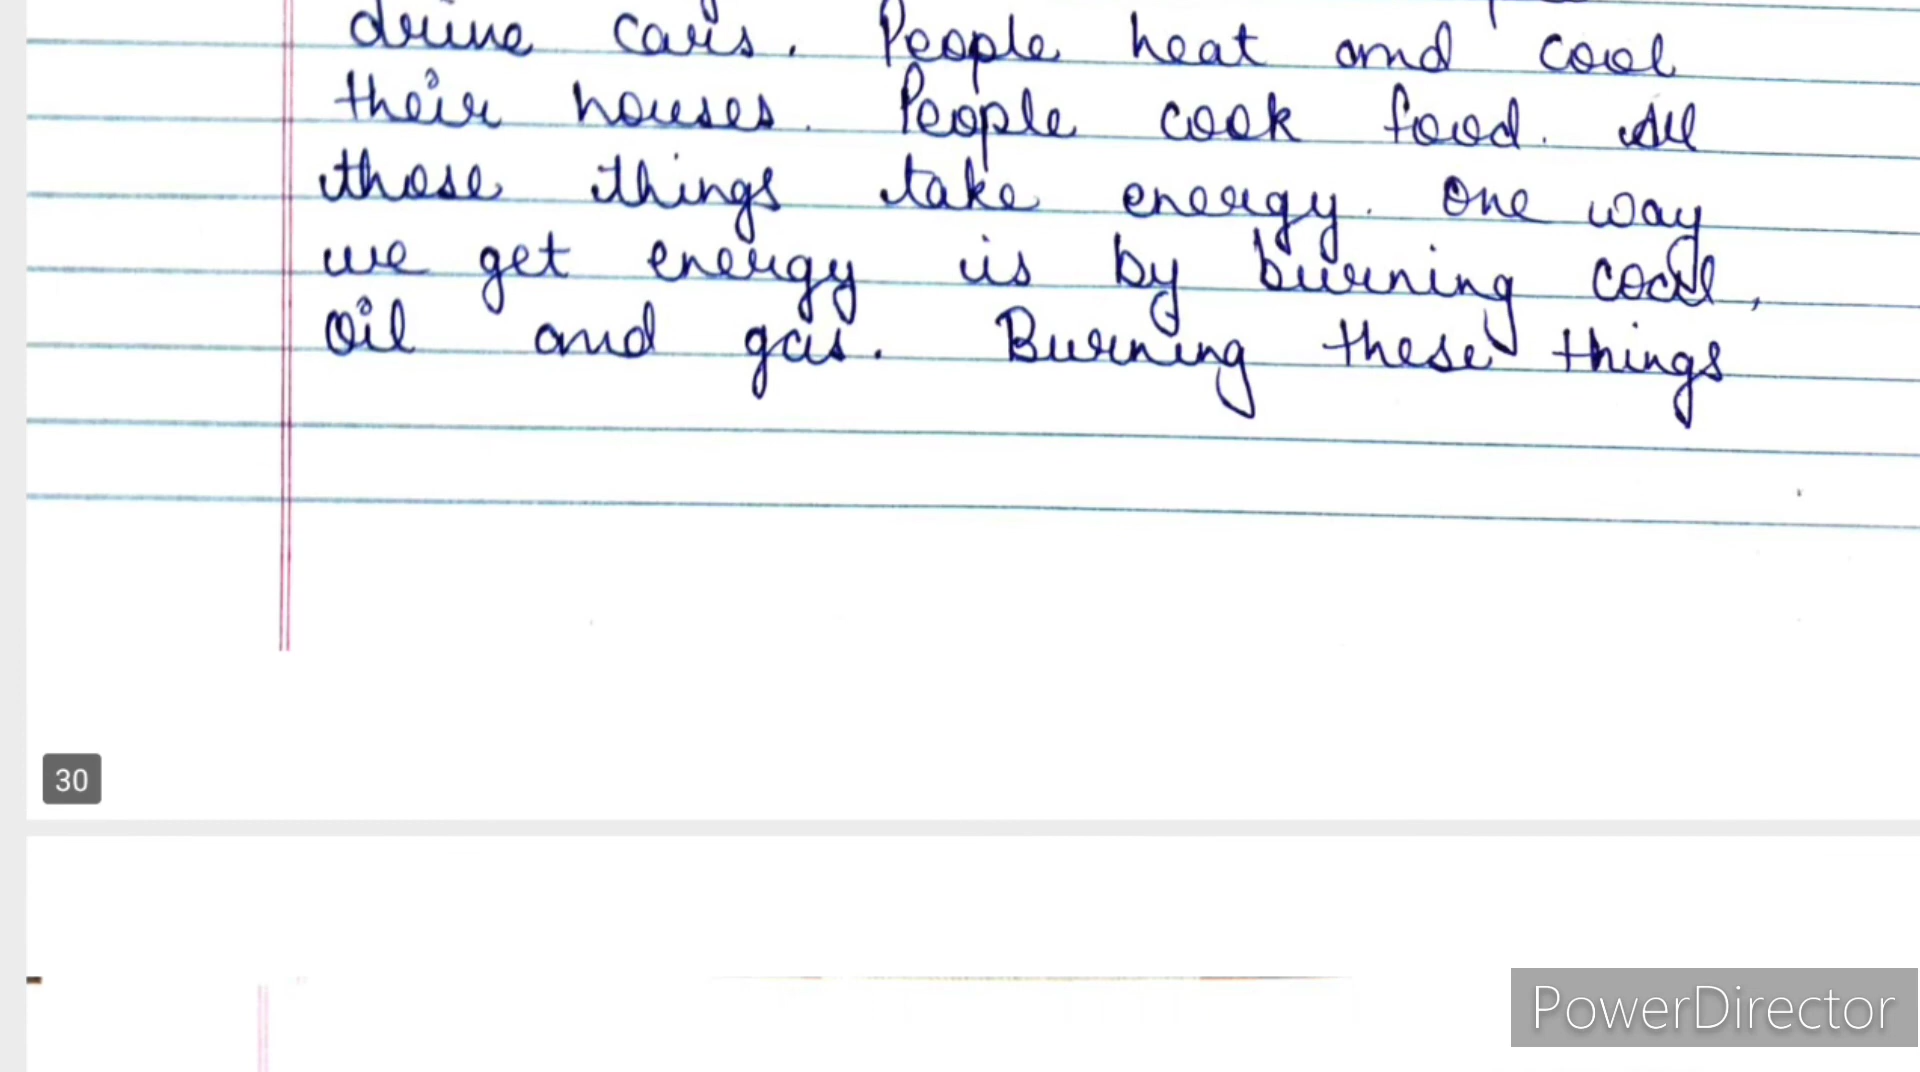 drive cars. People heat and cool
their houses. People cook food. All
those things take energy. One way
we get energy is by burning coal,
Oil and gas. Burning these things
30
PowerDirector